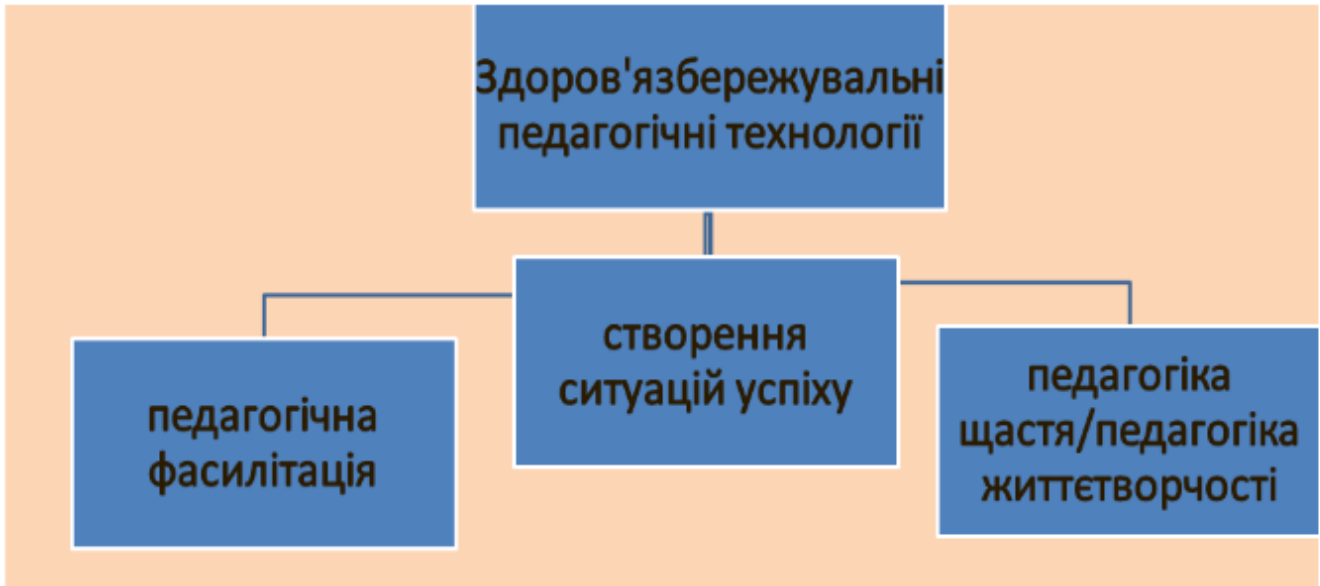 Здоров'язбережувальні
педагогічні технології
створення
ситуацій успіху
педагогічна
фасилітація
педагогіка
щастя/педагогіка
життєтворчості